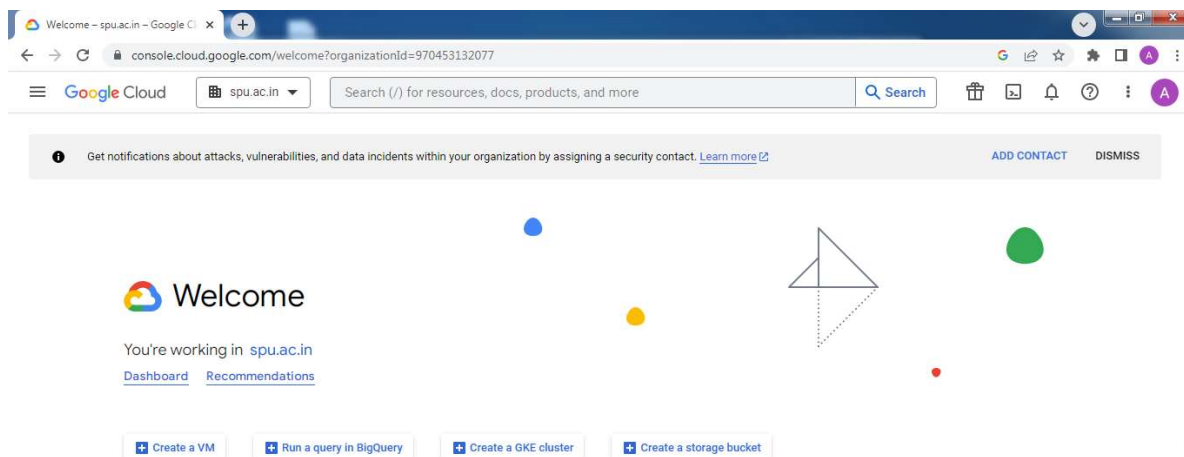 Welcome – spu.ac.in – Google Cl
console.cloud.google.com/welcome?organizationId=970453132077
G
A
Google Cloud
spu.ac.in
Search (/) for resources, docs, products, and more
Search
A
Get notifications about attacks, vulnerabilities, and data incidents within your organization by assigning a security contact. Learn more
ADD CONTACT
DISMISS
Welcome
You're working in spu.ac.in
Dashboard Recommendations
Create a VM
Run a query in BigQuery
Create a GKE cluster
Create a storage bucket